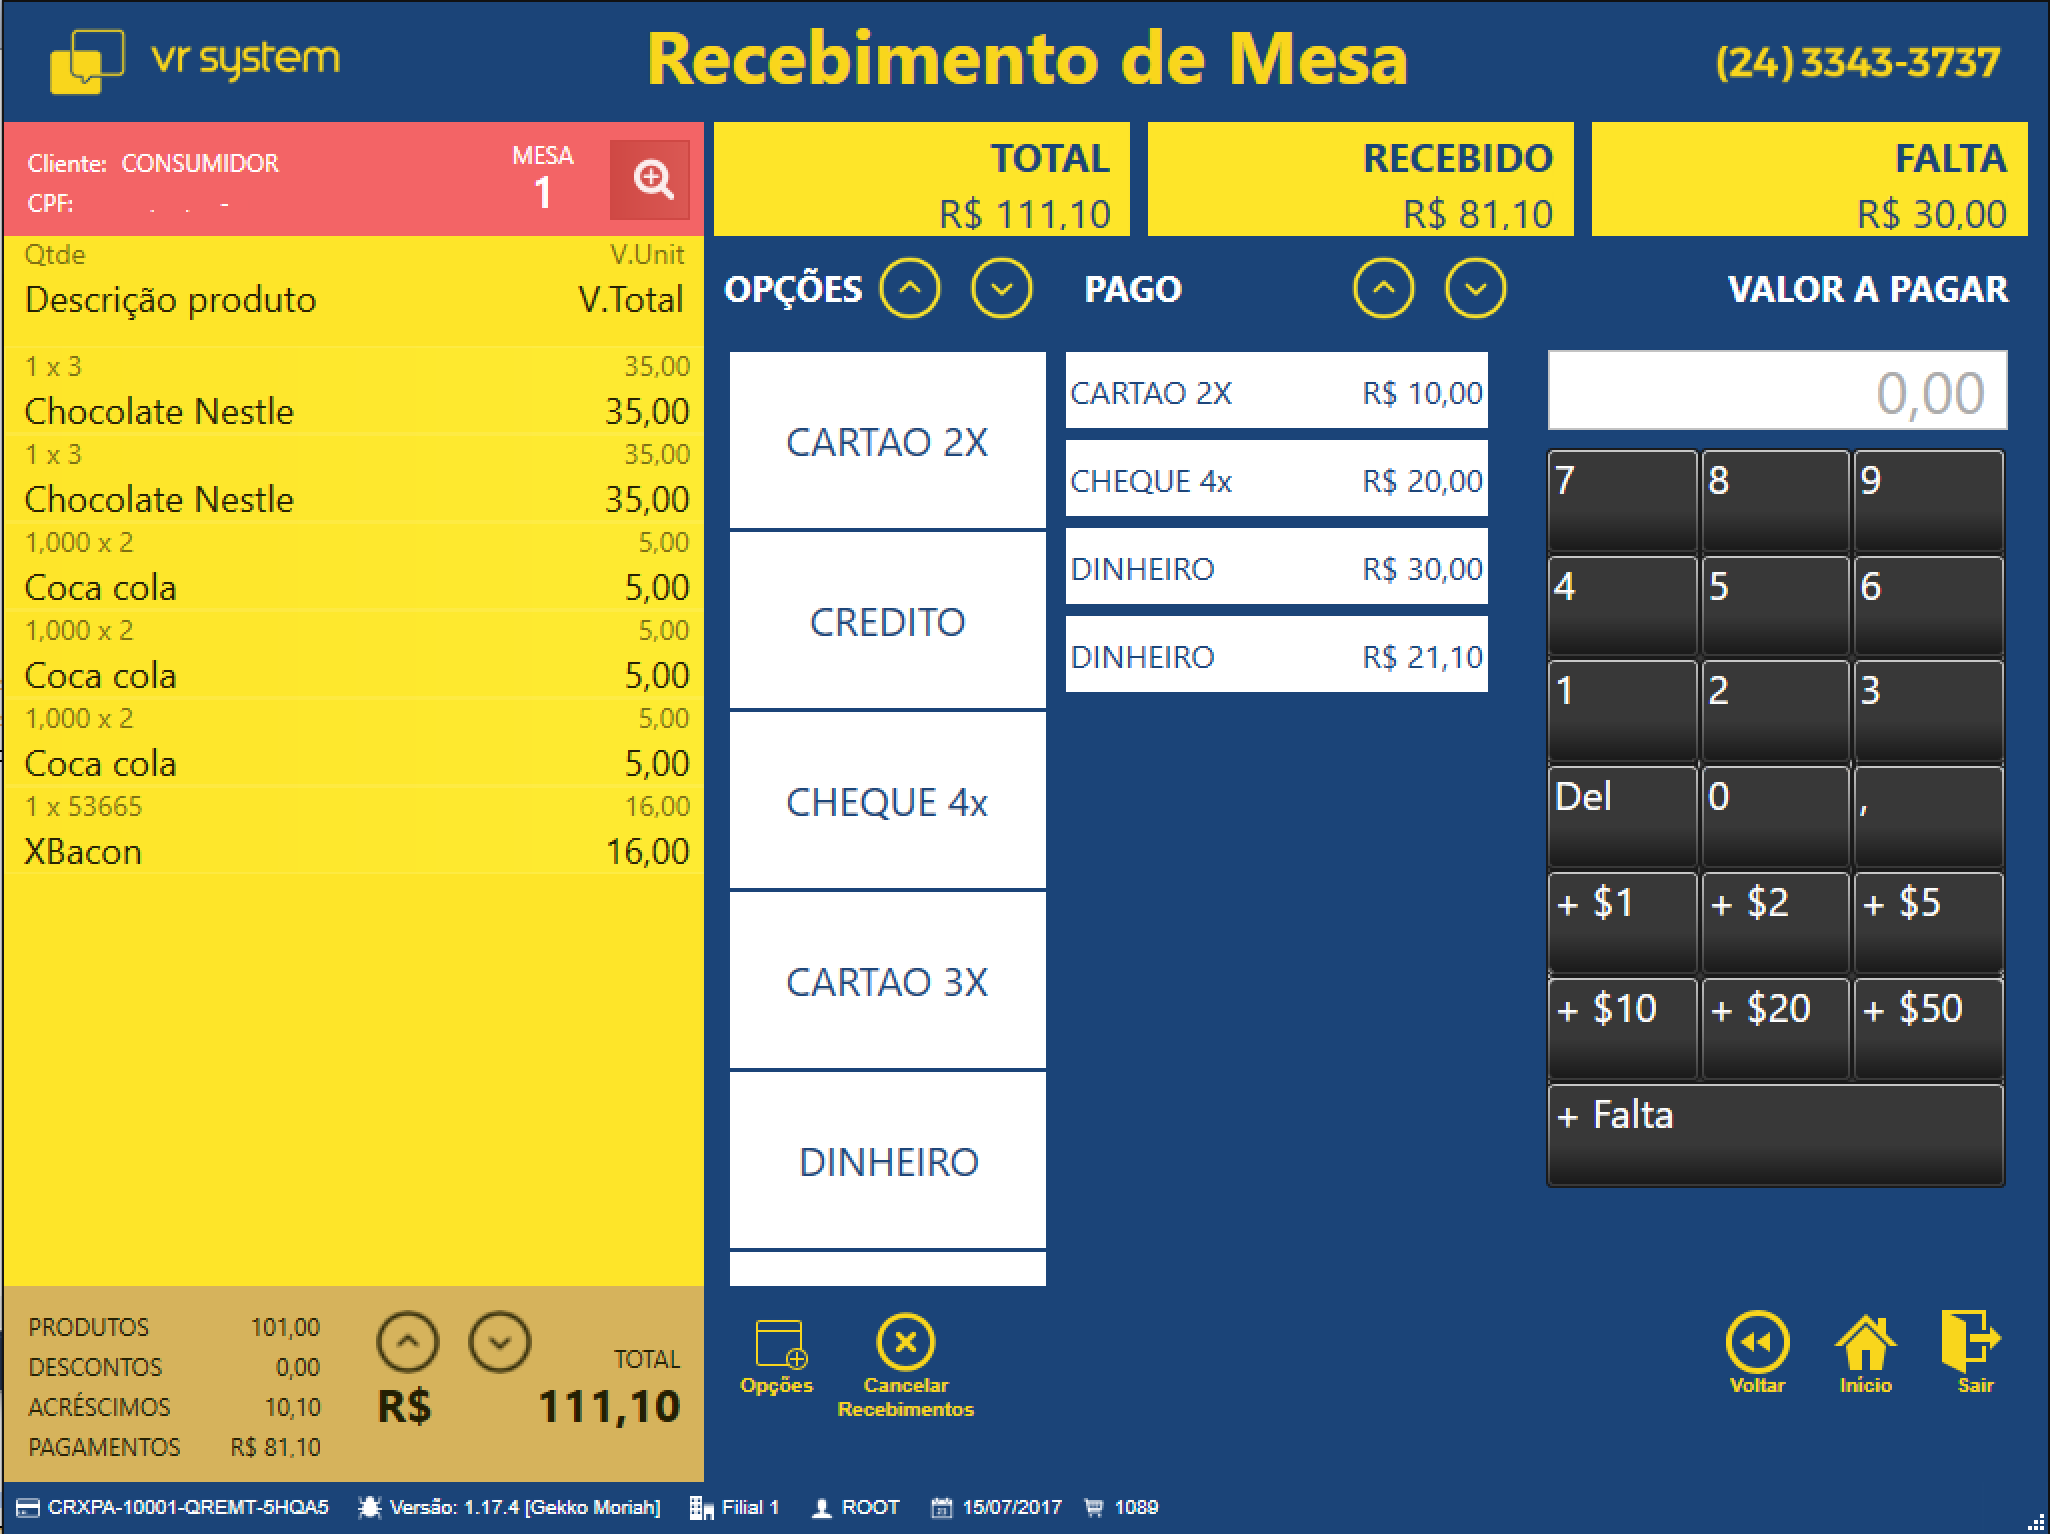 vr system
Recebimento de Mesa
(24) 3343-3737
Cliente: CONSUMIDOR
CPF: . . -
MESA
1
TOTAL
R$ 111,10
RECEBIDO
R$ 81,10
FALTA
R$ 30,00
Qtde V.Unit
Descrição produto V.Total
1 x 3 35,00
Chocolate Nestle 35,00
1 x 3 35,00
Chocolate Nestle 35,00
1,000 x 2 5,00
Coca cola 5,00
1,000 x 2 5,00
Coca cola 5,00
1,000 x 2 5,00
Coca cola 5,00
1 x 53665 16,00
XBacon 16,00
PRODUTOS 101,00
DESCONTOS 0,00
ACRÉSCIMOS 10,10
PAGAMENTOS R$ 81,10
TOTAL
R$ 111,10
OPÇÕES
CARTAO 2X
CREDITO
CHEQUE 4x
CARTAO 3X
DINHEIRO
PAGO
CARTAO 2X R$ 10,00
CHEQUE 4x R$ 20,00
DINHEIRO R$ 30,00
DINHEIRO R$ 21,10
VALOR A PAGAR
0,00
7 8 9
4 5 6
1 2 3
Del 0 ,
+ $1 + $2 + $5
+ $10 + $20 + $50
+ Falta
Opções
Cancelar
Recebimentos
Voltar
Início
Sair
CRXPA-10001-QREMT-5HQA5 Versão: 1.17.4 [Gekko Moriah] Filial 1 ROOT 15/07/2017 1089